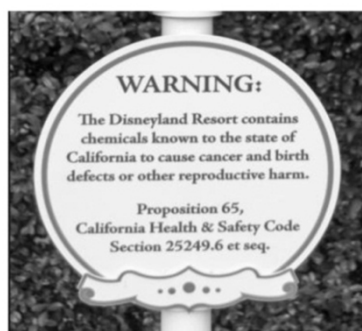 WARNING:
The Disneyland Resort contains
chemicals known to the state of
California to cause cancer and birth
defects or other reproductive harm.
Proposition 65,
California Health & Safety Code
Section 25249.6 et seq.